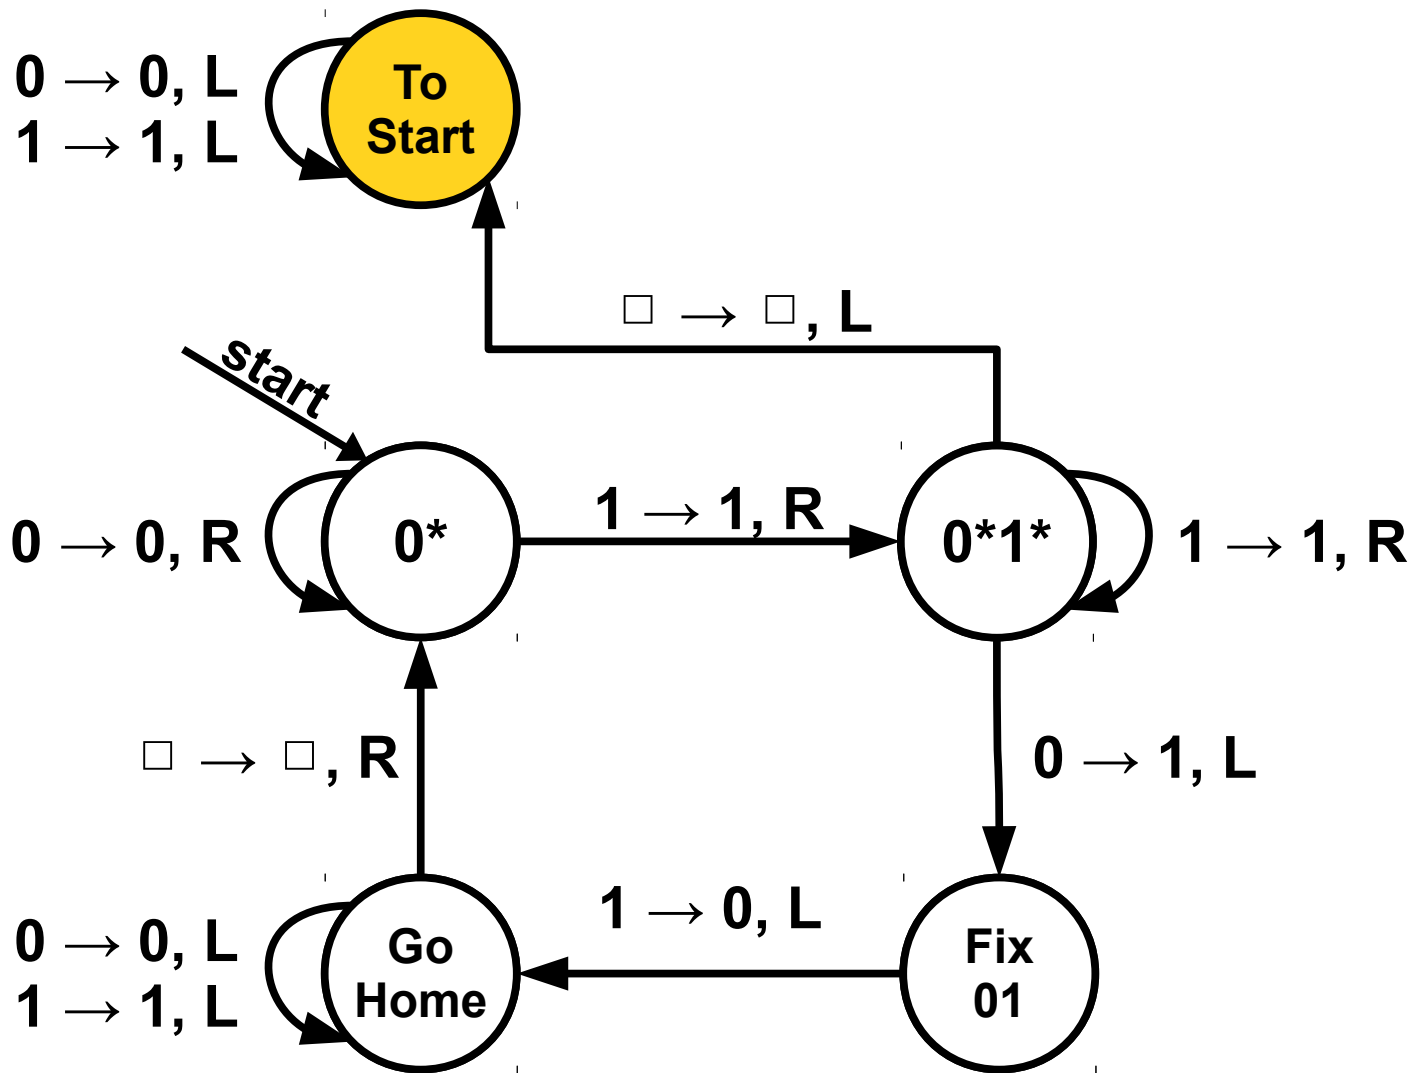 To
Start
0 → 0, L
1 → 1, L
□ → □, L
start
0 → 0, R
0*
1 → 1, R
0*1*
1 → 1, R
□ → □, R
0 → 1, L
0 → 0, L
1 → 1, L
Go
Home
1 → 0, L
Fix
01